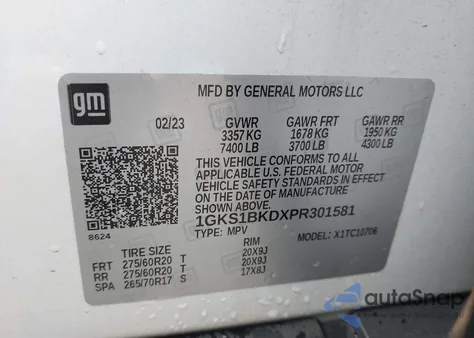 gm
MFD BY GENERAL MOTORS LLC
02/23 GVWR GAWR FRT GAWR RR
3357 KG 1678 KG 1950 KG
7400 LB 3700 LB 4300 LB
THIS VEHICLE CONFORMS TO ALL
APPLICABLE U.S. FEDERAL MOTOR
VEHICLE SAFETY STANDARDS IN
EFFECT ON THE DATE OF
MANUFACTURE SHOWN ABOVE.
1GKS1BKDXPR301581
TYPE: MPV MODEL: X1TC10706
8624
TIRE SIZE RIM
FRT 275/60R20 T 20X9J
RR 275/60R20 T 20X9J
SPA 265/70R17 S 17X8J
autoSnap